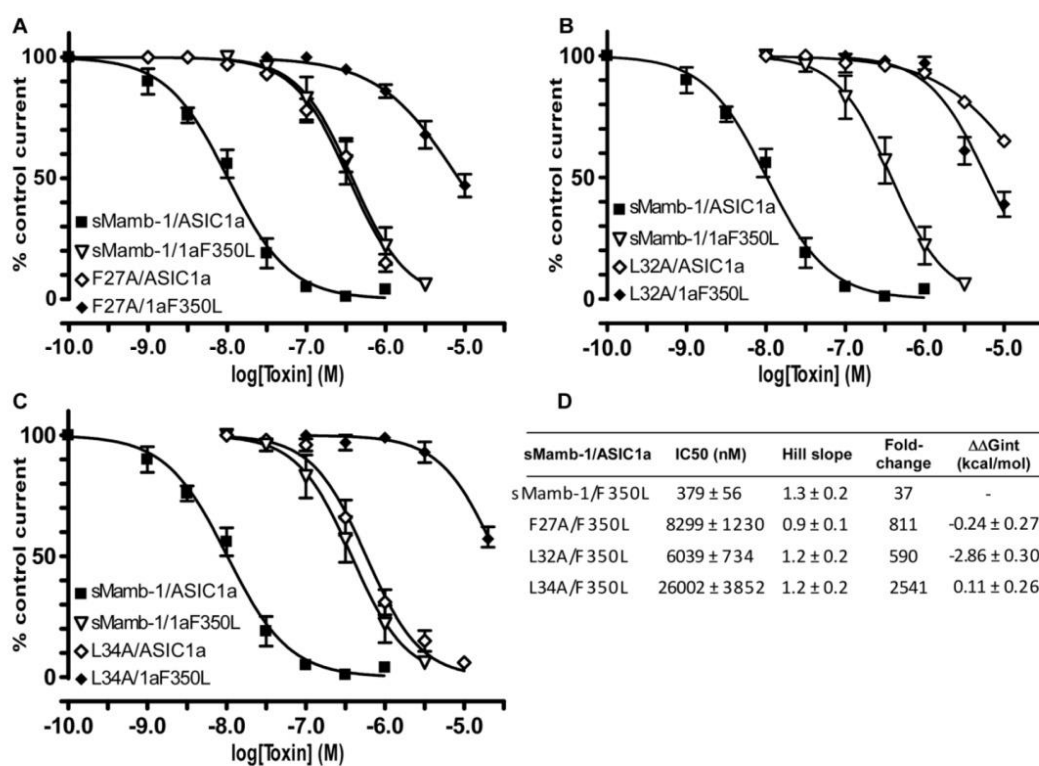 A
% control current
100
50
0
sMamb-1/ASIC1a
sMamb-1/1aF350L
F27A/ASIC1a
F27A/1aF350L
-10.0 -9.0 -8.0 -7.0 -6.0 -5.0
log[Toxin] (M)
B
% control current
100
50
0
sMamb-1/ASIC1a
sMamb-1/1aF350L
L32A/ASIC1a
L32A/1aF350L
-10.0 -9.0 -8.0 -7.0 -6.0 -5.0
log[Toxin] (M)
C
% control current
100
50
0
sMamb-1/ASIC1a
sMamb-1/1aF350L
L34A/ASIC1a
L34A/1aF350L
-10.0 -9.0 -8.0 -7.0 -6.0 -5.0
log[Toxin] (M)
D
sMamb-1/ASIC1a IC50 (nM) Hill slope Fold-change ΔΔGint (kcal/mol)
sMamb-1/F350L 379 ± 56 1.3 ± 0.2 37 -
F27A/F350L 8299 ± 1230 0.9 ± 0.1 811 -0.24 ± 0.27
L32A/F350L 6039 ± 734 1.2 ± 0.2 590 -2.86 ± 0.30
L34A/F350L 26002 ± 3852 1.2 ± 0.2 2541 0.11 ± 0.26